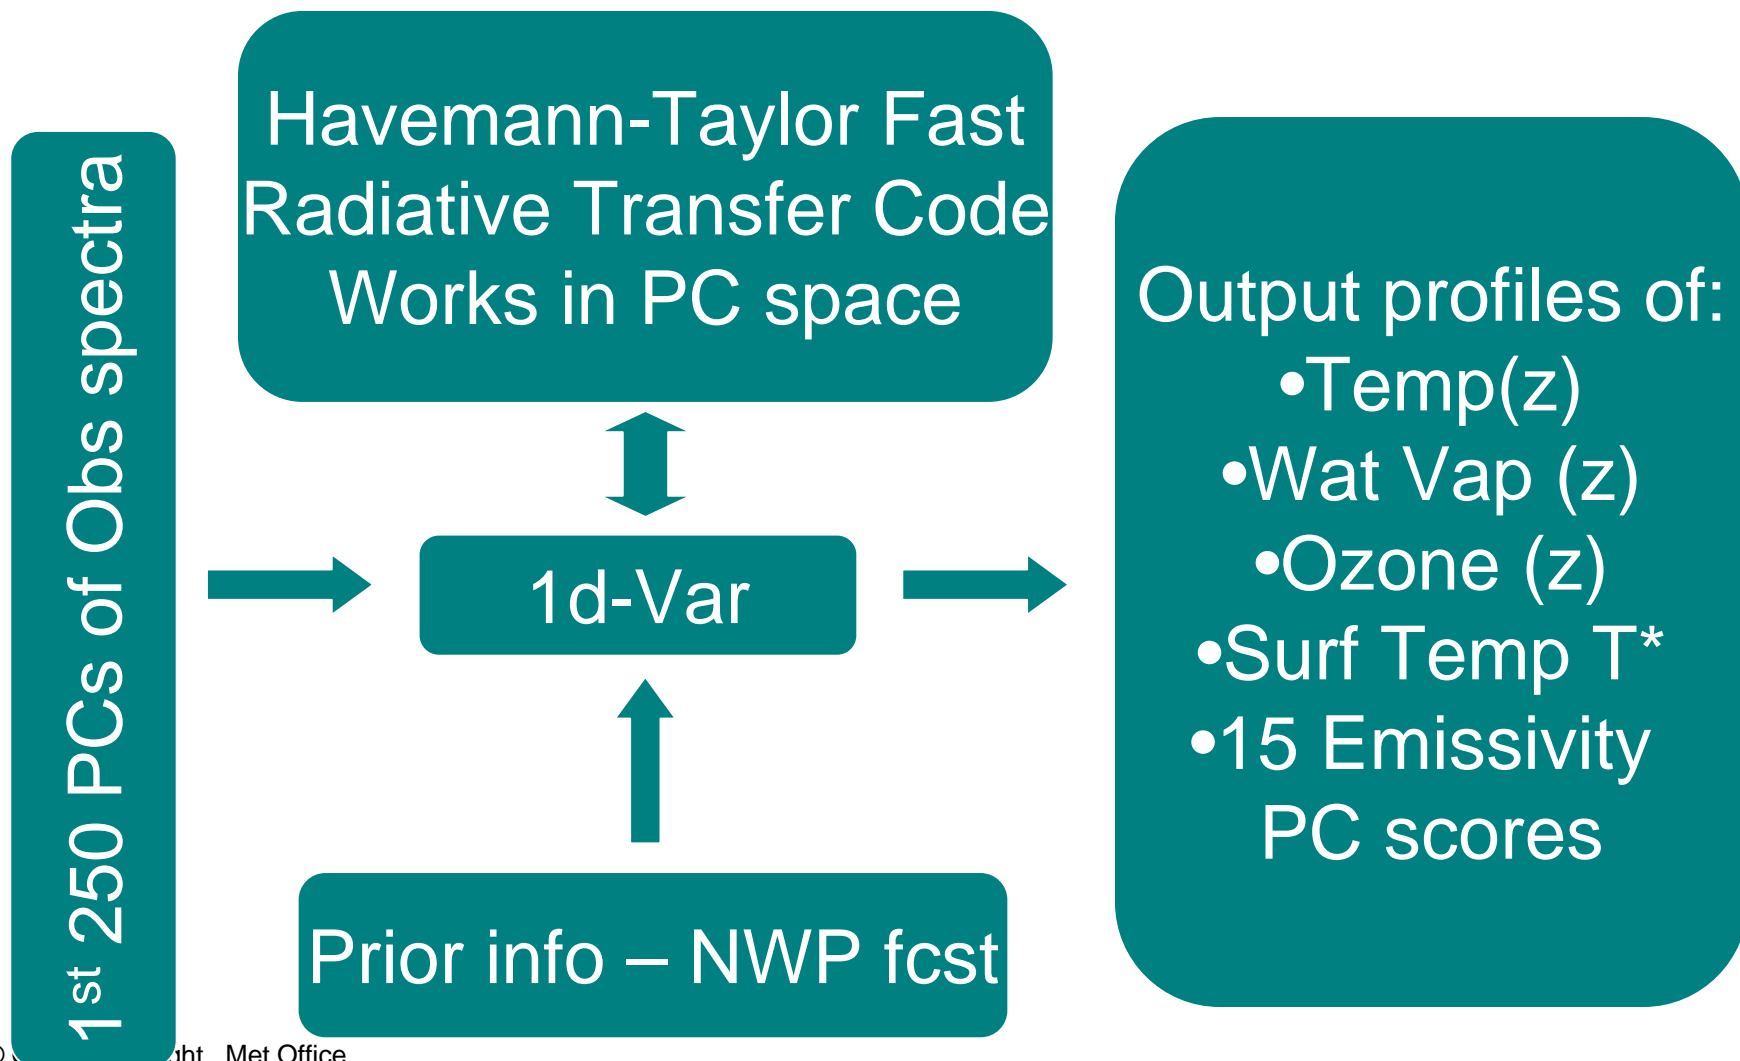 1st 250 PCs of Obs spectra
Havemann-Taylor Fast
Radiative Transfer Code
Works in PC space
1d-Var
Prior info – NWP fcst
Output profiles of:
•Temp(z)
•Wat Vap (z)
•Ozone (z)
•Surf Temp T*
•15 Emissivity
PC scores
Met Office